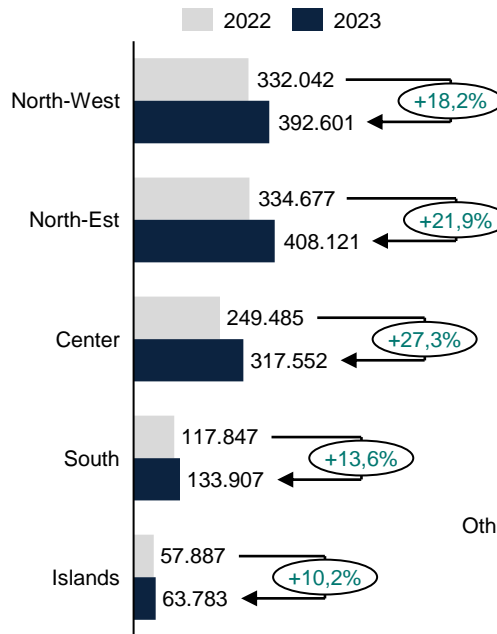 2022 2023
North-West
332.042
392.601
+18,2%
North-Est
334.677
408.121
+21,9%
Center
249.485
317.552
+27,3%
South
117.847
133.907
+13,6%
Oth
Islands
57.887
63.783
+10,2%